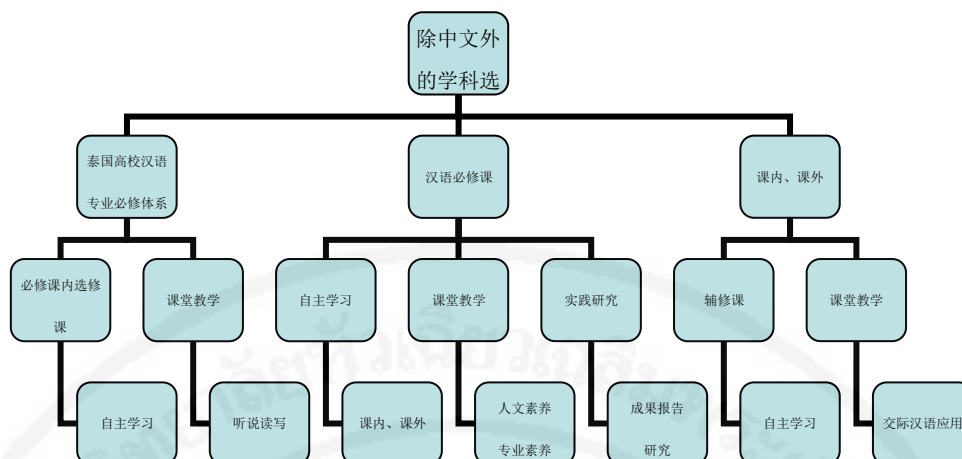 除中文外
的学科选
泰国高校汉语
专业必修体系
汉语必修课
课内、课外
必修课内选修
课
课堂教学
自主学习
课堂教学
实践研究
辅修课
课堂教学
自主学习
听说读写
课内、课外
人文素养
专业素养
成果报告
研究
自主学习
交际汉语应用